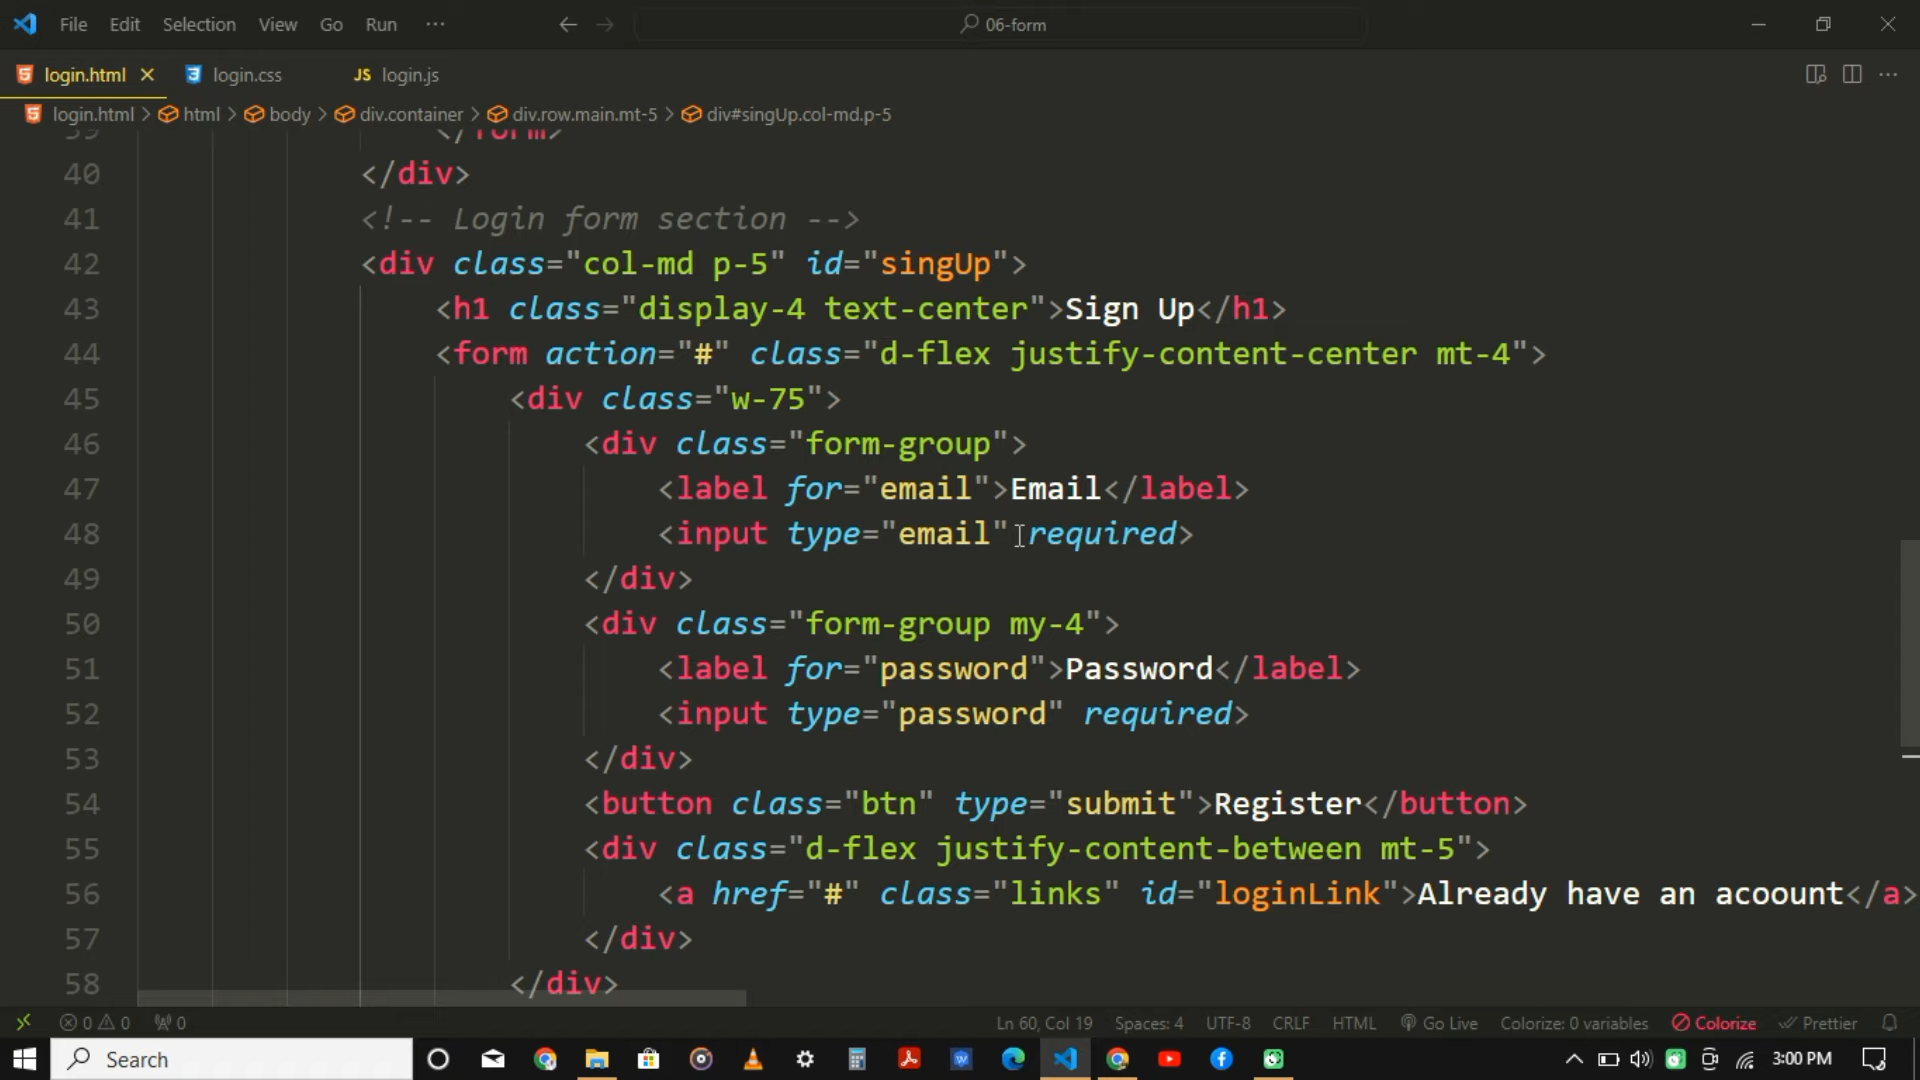 File Edit Selection View Go Run ··· 06-form
login.html login.css JS login.js
login.html > html > body > div.container > div.row.main.mt-5 > div#singUp.col-md.p-5
39 </form>
40 </div>
41 <!-- Login form section -->
42 <div class="col-md p-5" id="singUp">
43 <h1 class="display-4 text-center">Sign Up</h1>
44 <form action="#" class="d-flex justify-content-center mt-4">
45 <div class="w-75">
46 <div class="form-group">
47 <label for="email">Email</label>
48 <input type="email" required>
49 </div>
50 <div class="form-group my-4">
51 <label for="password">Password</label>
52 <input type="password" required>
53 </div>
54 <button class="btn" type="submit">Register</button>
55 <div class="d-flex justify-content-between mt-5">
56 <a href="#" class="links" id="loginLink">Already have an acoount</a>
57 </div>
58 </div>
0 0 0 Ln 60, Col 19 Spaces: 4 UTF-8 CRLF HTML Go Live Colorize: 0 variables Colorize Prettier
Search 3:00 PM